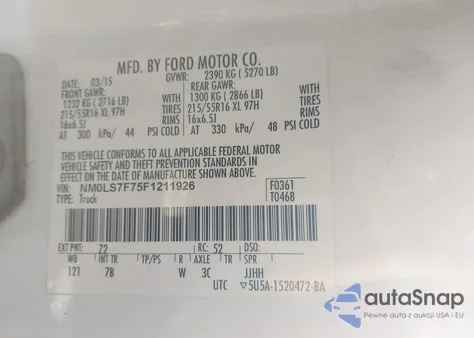 MFD. BY FORD MOTOR CO.
DATE: 03/15 GVWR: 2390 KG ( 5270 LB)
FRONT GAWR: REAR GAWR:
1232 KG ( 2716 LB) 1300 KG ( 2866 LB)
215/55R16 XL 97H TIRES 215/55R16 XL 97H TIRES
16x6.5J RIMS 16x6.5J RIMS
AT 300 kPa/ 44 PSI COLD AT 330 kPa/ 48 PSI COLD
THIS VEHICLE CONFORMS TO ALL APPLICABLE FEDERAL MOTOR
VEHICLE SAFETY AND THEFT PREVENTION STANDARDS IN
EFFECT ON THE DATE OF MANUFACTURE SHOWN ABOVE.
VIN: NM0LS7F75F1211926 F0361
TYPE: Truck T0468
EXT PNT: Z2 RC: 52 DSO:
WB INT TR TP/PS R AXLE TR SPR
121 7B W 3C JJHH
UTC ▽5U5A-1520472-BA
autoSnap
Pewne auta z USA i EU